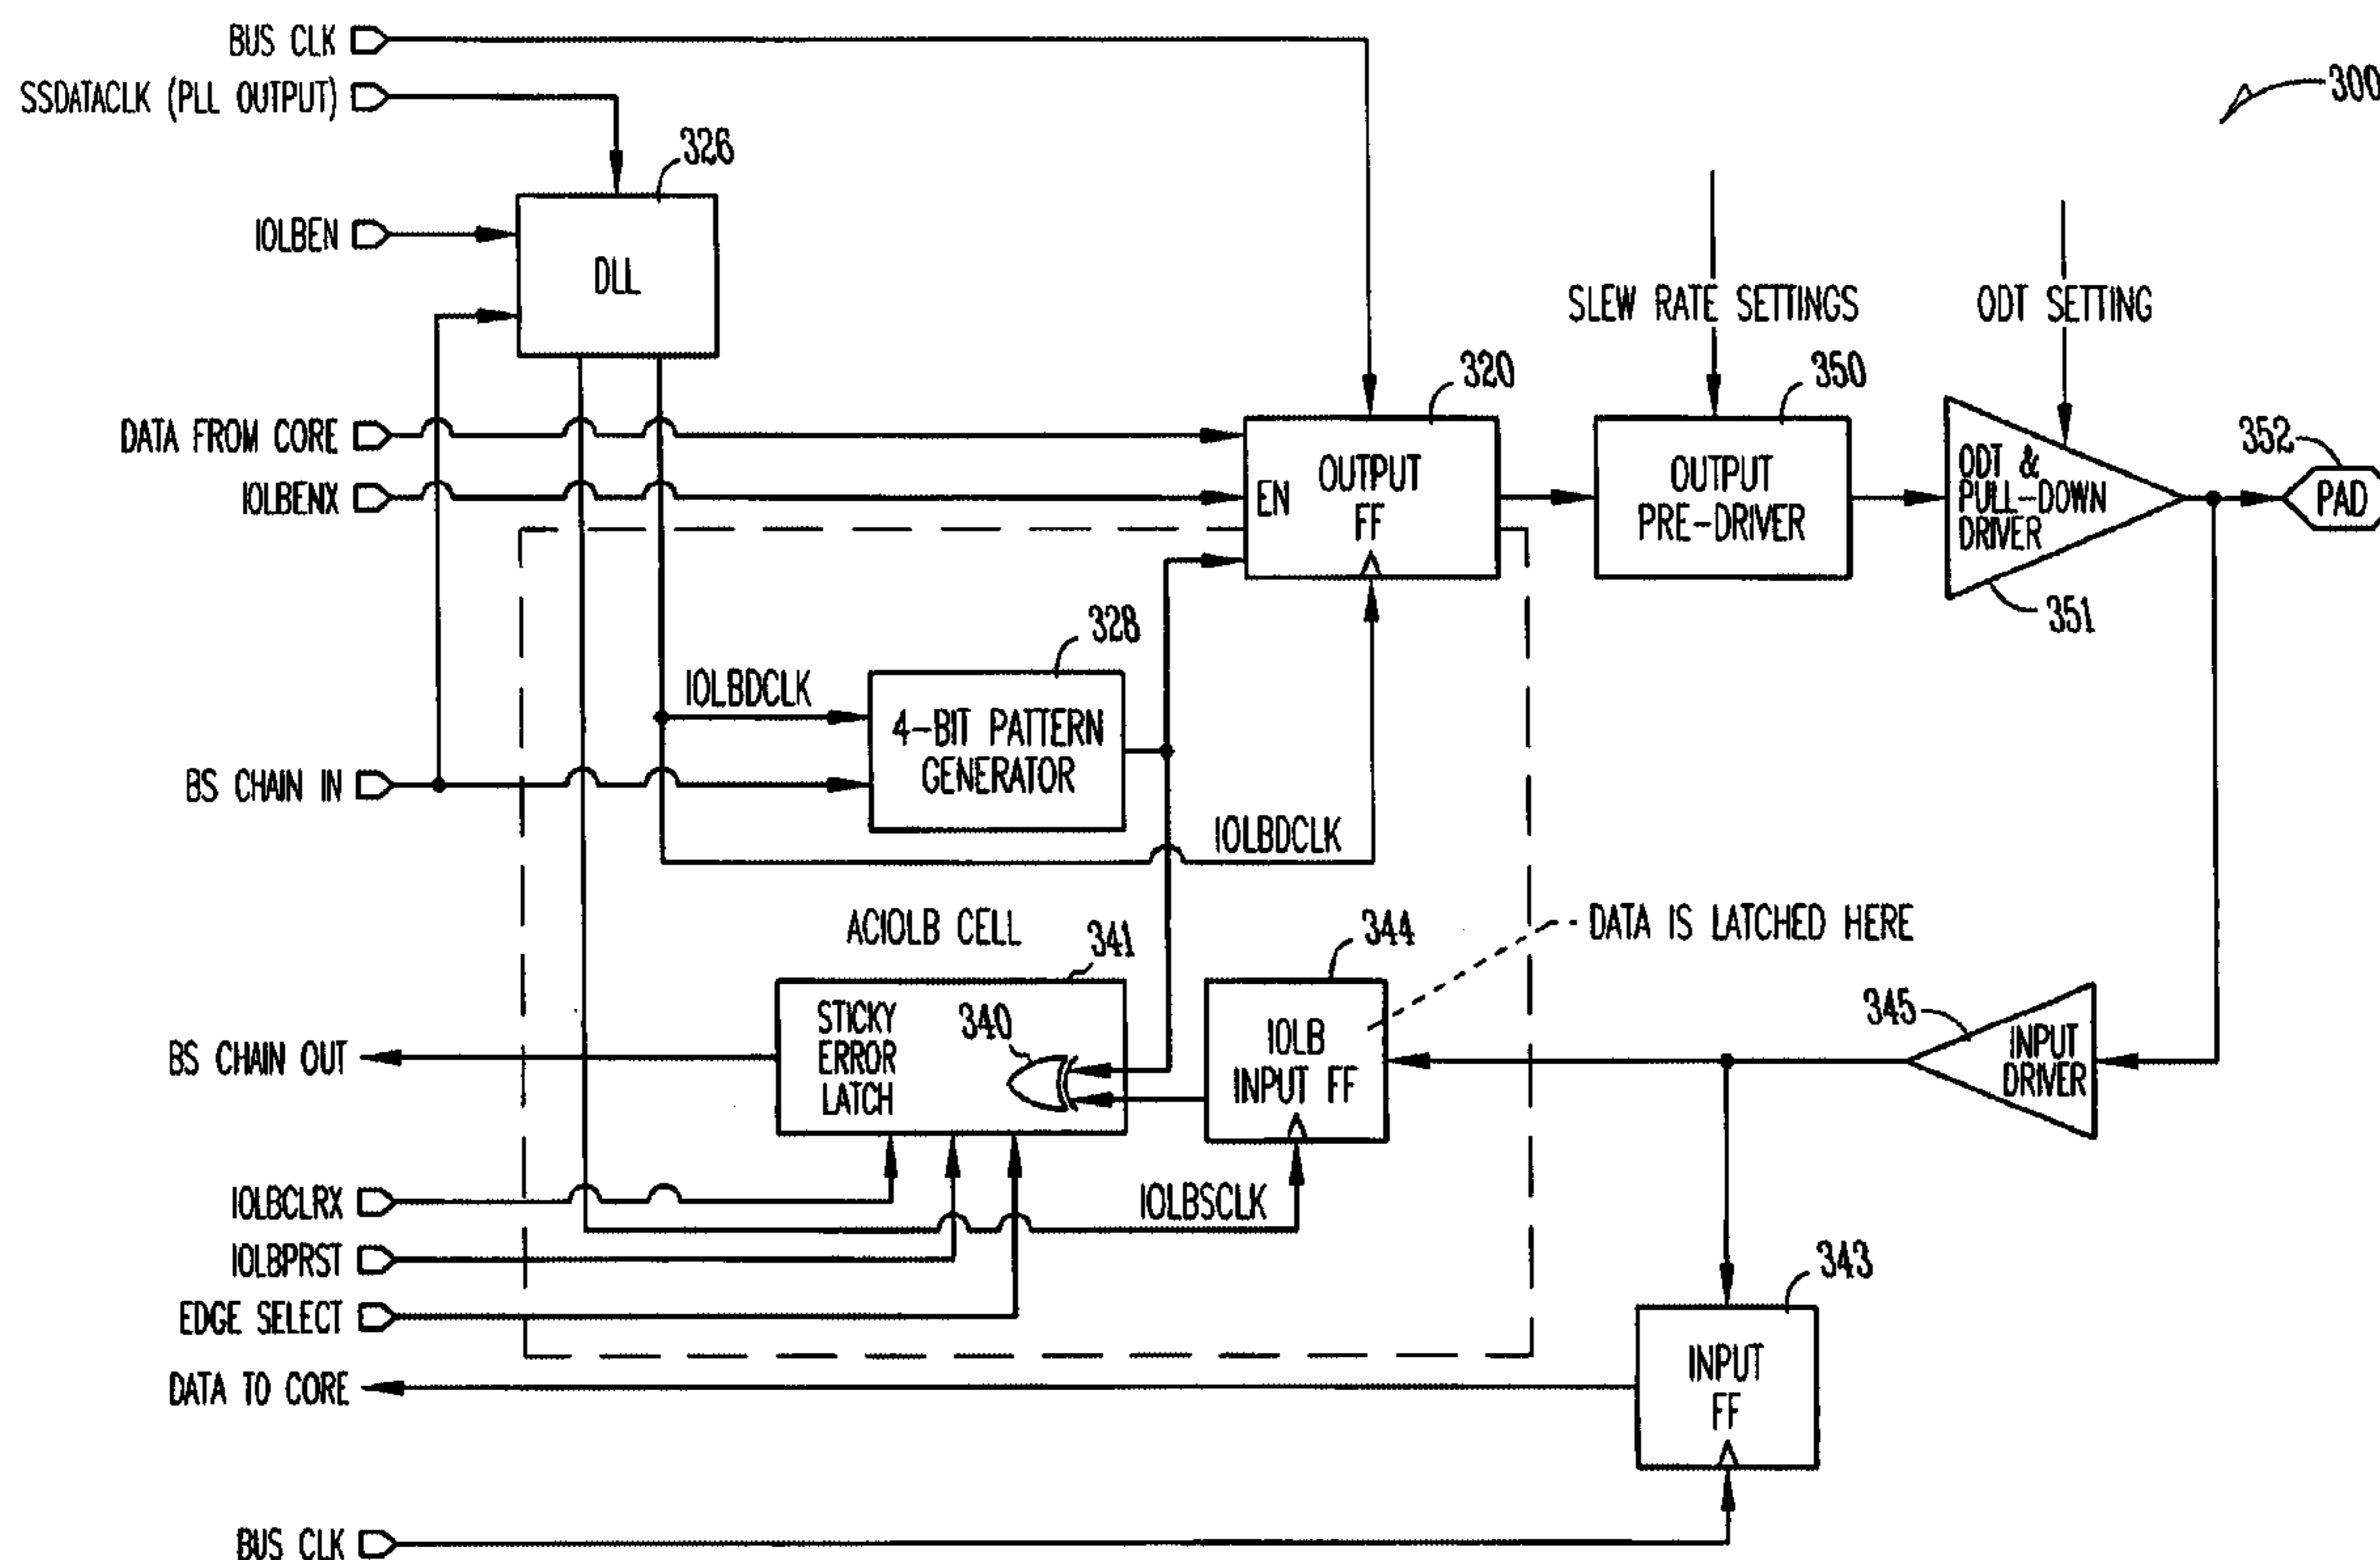 BUS CLK
SSDATACLK (PLL OUTPUT)
300
326
IOLBEN
DLL
SLEW RATE SETTINGS
ODT SETTING
320
350
352
DATA FROM CORE
IOLBENX
EN
OUTPUT
FF
OUTPUT
PRE-DRIVER
ODT &
PULL-DOWN
DRIVER
PAD
351
328
IOLBDCLK
4-BIT PATTERN
GENERATOR
BS CHAIN IN
IOLBDCLK
ACIOLB CELL
341
344
DATA IS LATCHED HERE
STICKY
ERROR
LATCH
340
IOLB
INPUT FF
345
INPUT
DRIVER
BS CHAIN OUT
IOLBCLRX
IOLBSCLK
IOLBPRST
343
EDGE SELECT
INPUT
FF
DATA TO CORE
BUS CLK